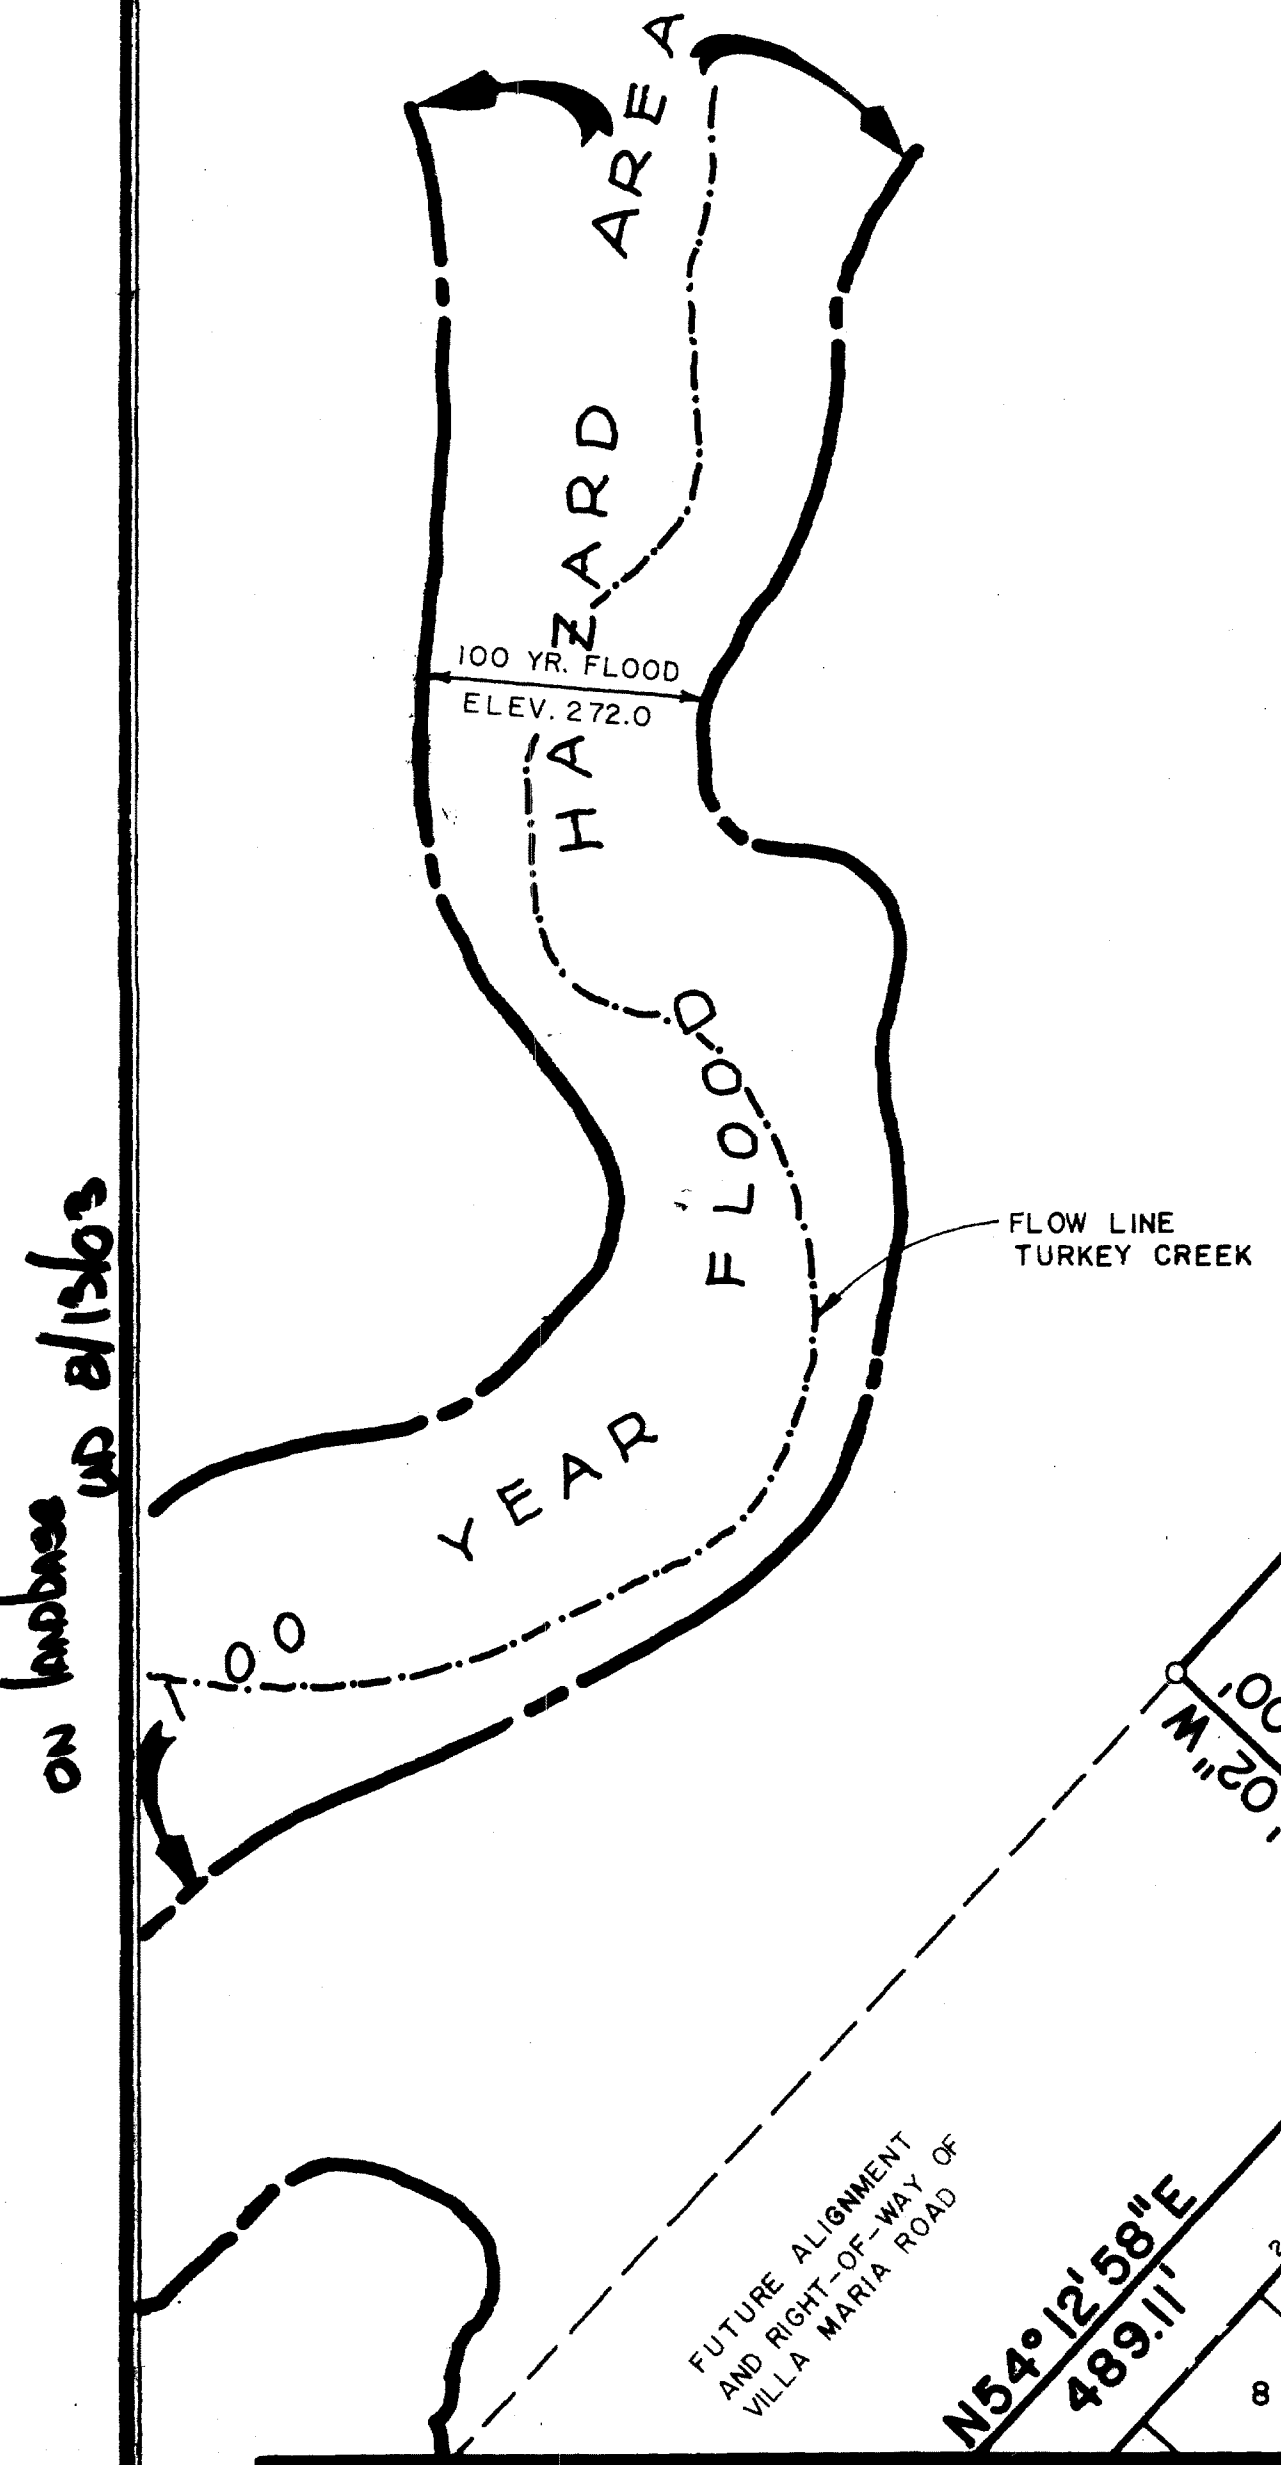 100 YEAR FLOOD HAZARD AREA
100 YR. FLOOD
ELEV. 272.0
FLOW LINE
TURKEY CREEK
ON landbase
8/13/03
02" W
FUTURE ALIGNMENT
AND RIGHT-OF-WAY OF
VILLA MARIA ROAD
N54°12'58"E
489.11'
8